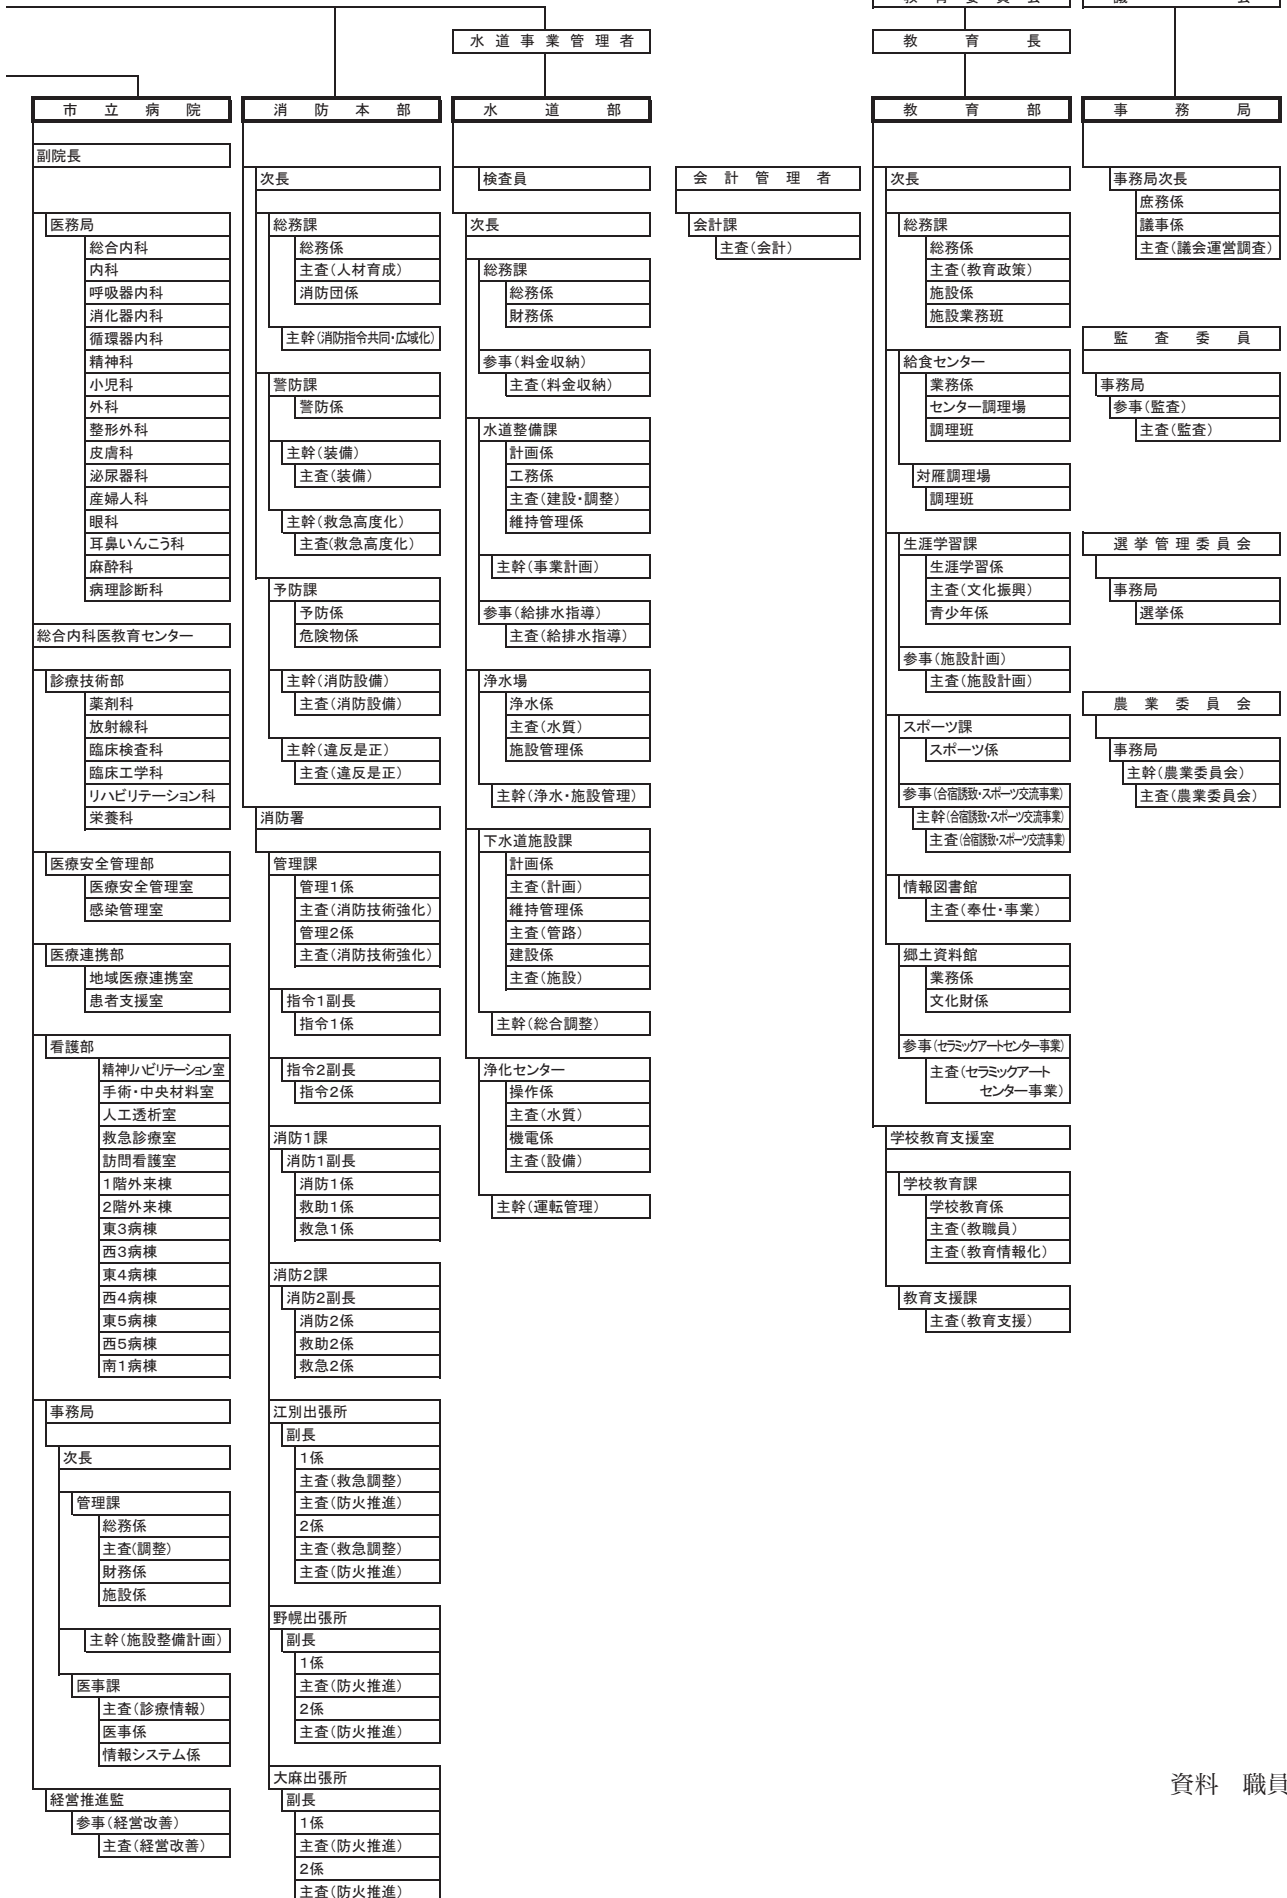 水道事業管理者
教育長
市立病院
副院長
医務局
総合内科
内科
呼吸器内科
消化器内科
循環器内科
精神科
小児科
外科
整形外科
皮膚科
泌尿器科
産婦人科
眼科
耳鼻いんこう科
麻酔科
病理診断科
総合内科医教育センター
診療技術部
薬剤科
放射線科
臨床検査科
臨床工学科
リハビリテーション科
栄養科
医療安全管理部
医療安全管理室
感染管理室
医療連携部
地域医療連携室
患者支援室
看護部
精神リハビリテーション室
手術・中央材料室
人工透析室
救急診療室
訪問看護室
1階外来棟
2階外来棟
東3病棟
西3病棟
東4病棟
西4病棟
東5病棟
西5病棟
南1病棟
事務局
次長
管理課
総務係
主査(調整)
財務係
施設係
主幹(施設整備計画)
医事課
主査(診療情報)
医事係
情報システム係
経営推進監
参事(経営改善)
主査(経営改善)
消防本部
次長
総務課
総務係
主査(人材育成)
消防団係
主幹(消防指令共同・広域化)
警防課
警防係
主幹(装備)
主査(装備)
主幹(救急高度化)
主査(救急高度化)
予防課
予防係
危険物係
主幹(消防設備)
主査(消防設備)
主幹(違反是正)
主査(違反是正)
消防署
管理課
管理1係
主査(消防技術強化)
管理2係
主査(消防技術強化)
指令1副長
指令1係
指令2副長
指令2係
消防1課
消防1副長
消防1係
救助1係
救急1係
消防2課
消防2副長
消防2係
救助2係
救急2係
江別出張所
副長
1係
主査(救急調整)
主査(防火推進)
2係
主査(救急調整)
主査(防火推進)
野幌出張所
副長
1係
主査(防火推進)
2係
主査(防火推進)
大麻出張所
副長
1係
主査(防火推進)
2係
主査(防火推進)
水道部
検査員
次長
総務課
総務係
財務係
参事(料金収納)
主査(料金収納)
水道整備課
計画係
工務係
主査(建設・調整)
維持管理係
主幹(事業計画)
参事(給排水指導)
主査(給排水指導)
浄水場
浄水係
主査(水質)
施設管理係
主幹(浄水・施設管理)
下水道施設課
計画係
主査(計画)
維持管理係
主査(管路)
建設係
主査(施設)
主幹(総合調整)
浄化センター
操作係
主査(水質)
機電係
主査(設備)
主幹(運転管理)
会計管理者
会計課
主査(会計)
教育部
次長
総務課
総務係
主査(教育政策)
施設係
施設業務班
給食センター
業務係
センター調理場
調理班
対雁調理場
調理班
生涯学習課
生涯学習係
主査(文化振興)
青少年係
参事(施設計画)
主査(施設計画)
スポーツ課
スポーツ係
参事(合宿誘致・スポーツ交流事業)
主幹(合宿誘致・スポーツ交流事業)
主査(合宿誘致・スポーツ交流事業)
情報図書館
主査(奉仕・事業)
郷土資料館
業務係
文化財係
参事(セラミックアートセンター事業)
主査(セラミックアート
センター事業)
学校教育支援室
学校教育課
学校教育係
主査(教職員)
主査(教育情報化)
教育支援課
主査(教育支援)
事務局
事務局次長
庶務係
議事係
主査(議会運営調査)
監査委員
事務局
参事(監査)
主査(監査)
選挙管理委員会
事務局
選挙係
農業委員会
事務局
主幹(農業委員会)
主査(農業委員会)
資料　職員